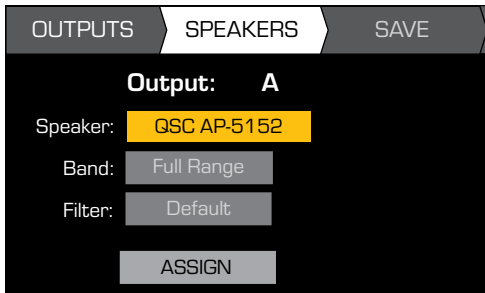 OUTPUTS SPEAKERS SAVE
Output: A
Speaker: QSC AP-5152
Band: Full Range
Filter: Default
ASSIGN